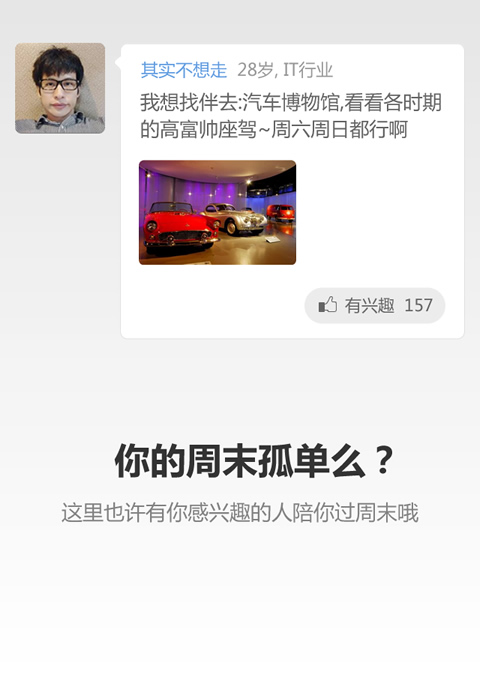 其实不想走 28岁, IT行业
我想找伴去:汽车博物馆,看看各时期
的高富帅座驾~周六周日都行啊
有兴趣 157
你的周末孤单么？
这里也许有你感兴趣的人陪你过周末哦